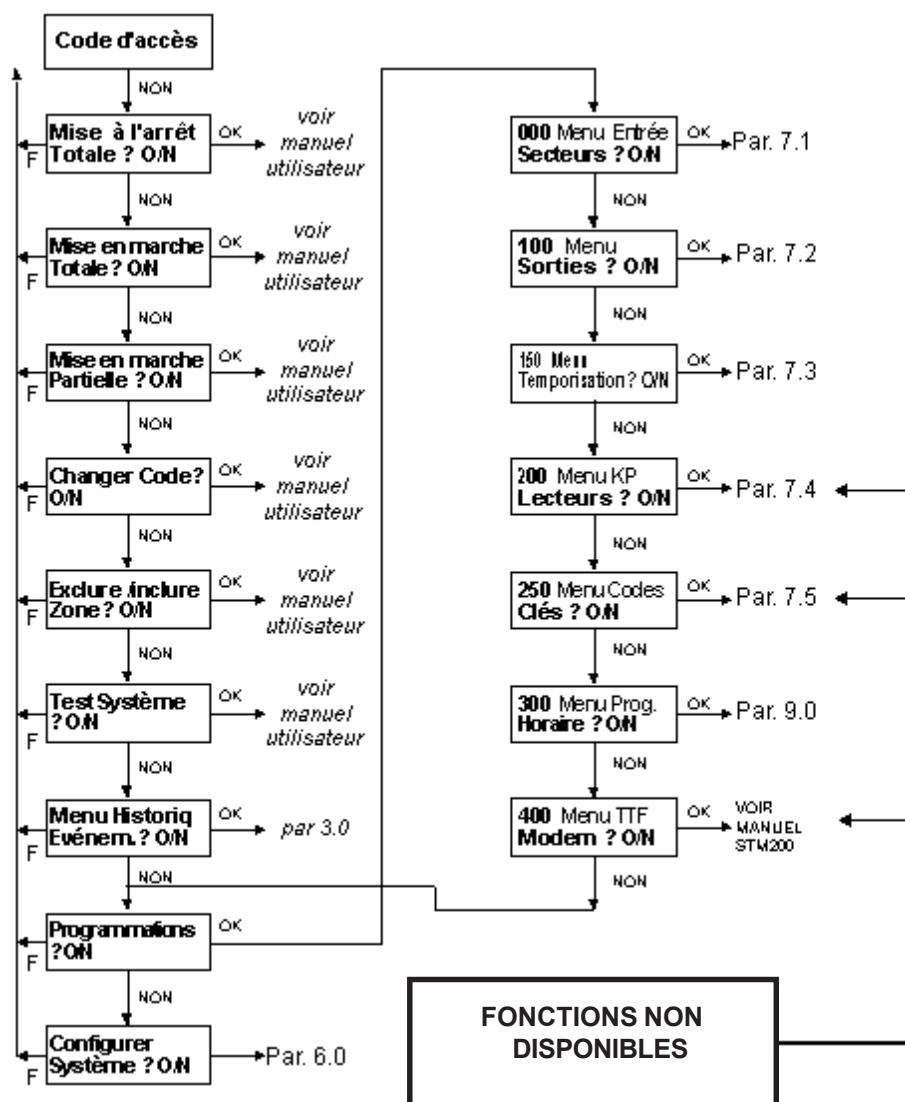 Code d'accès
NON
Mise à l'arrêt
Totale ? O/N
OK
voir
manuel
utilisateur
F
NON
Mise en marche
Totale ? O/N
OK
voir
manuel
utilisateur
F
NON
Mise en marche
Partielle ? O/N
OK
voir
manuel
utilisateur
F
NON
Changer Code?
O/N
OK
voir
manuel
utilisateur
F
NON
Exclure /inclure
Zone ? O/N
OK
voir
manuel
utilisateur
F
NON
Test Système
? O/N
OK
voir
manuel
utilisateur
F
NON
Menu Historiq
Evénem. ? O/N
OK
par 3.0
F
NON
Programmations
? O/N
OK
F
NON
Configurer
Système ? O/N
Par. 6.0
F
000 Menu Entrée
Secteurs ? O/N
OK
Par. 7.1
NON
100 Menu
Sorties ? O/N
OK
Par. 7.2
NON
150 Menu
Temporisation ? O/N
OK
Par. 7.3
NON
200 Menu KP
Lecteurs ? O/N
OK
Par. 7.4
NON
250 Menu Codes
Clés ? O/N
OK
Par. 7.5
NON
300 Menu Prog.
Horaire ? O/N
OK
Par. 9.0
NON
400 Menu TTF
Modern ? O/N
OK
VOIR
MANUEL
STM200
NON
FONCTIONS NON
DISPONIBLES